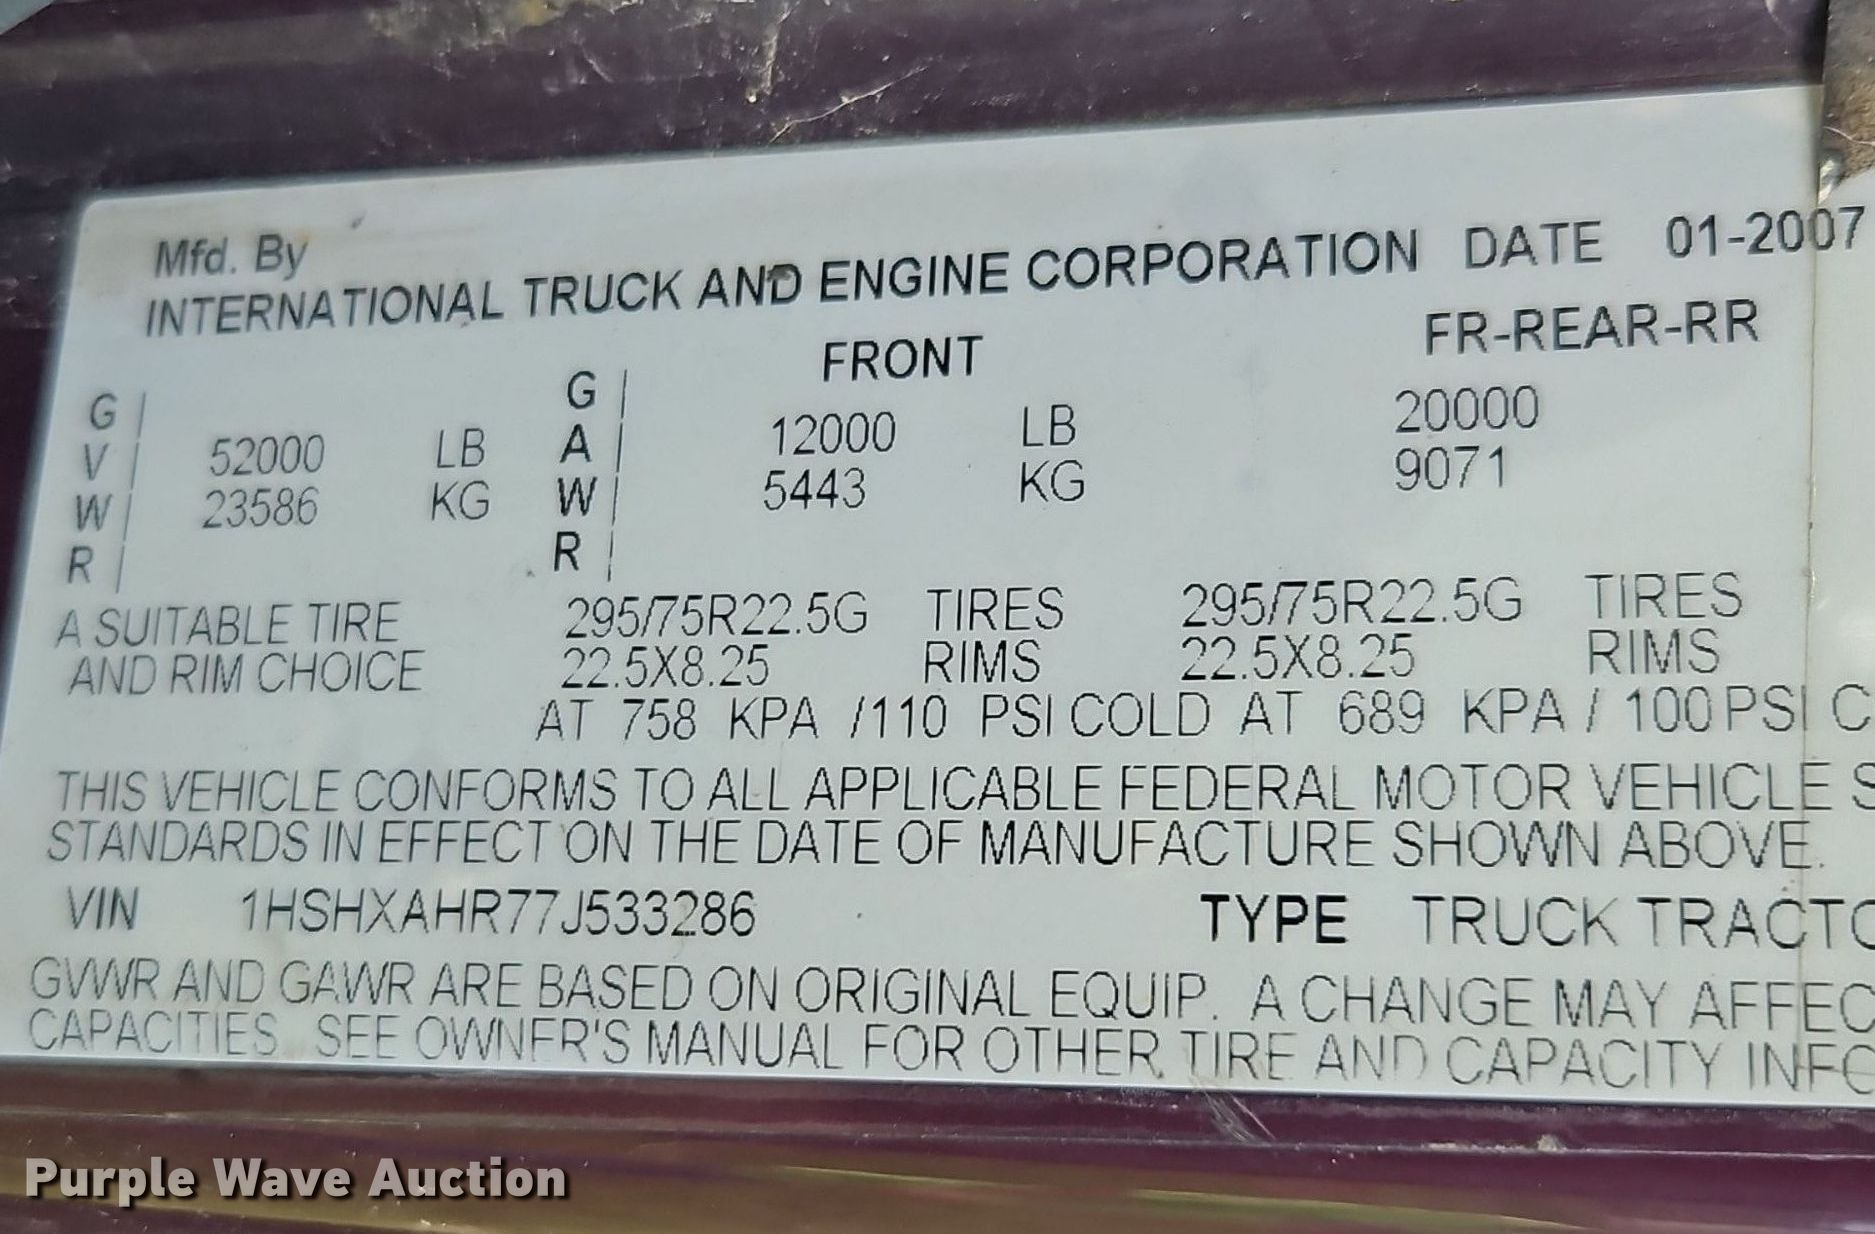 Mfd. By
INTERNATIONAL TRUCK AND ENGINE CORPORATION DATE 01-2007
FRONT FR-REAR-RR
G G
V 52000 LB A 12000 LB 20000
W 23586 KG W 5443 KG 9071
R R
A SUITABLE TIRE 295/75R22.5G TIRES 295/75R22.5G TIRES
AND RIM CHOICE 22.5X8.25 RIMS 22.5X8.25 RIMS
AT 758 KPA /110 PSI COLD AT 689 KPA / 100 PSI C
THIS VEHICLE CONFORMS TO ALL APPLICABLE FEDERAL MOTOR VEHICLE S
STANDARDS IN EFFECT ON THE DATE OF MANUFACTURE SHOWN ABOVE.
VIN 1HSHXAHR77J533286 TYPE TRUCK TRACTO
GVWR AND GAWR ARE BASED ON ORIGINAL EQUIP. A CHANGE MAY AFFEC
CAPACITIES. SEE OWNER'S MANUAL FOR OTHER TIRE AND CAPACITY INFO
Purple Wave Auction